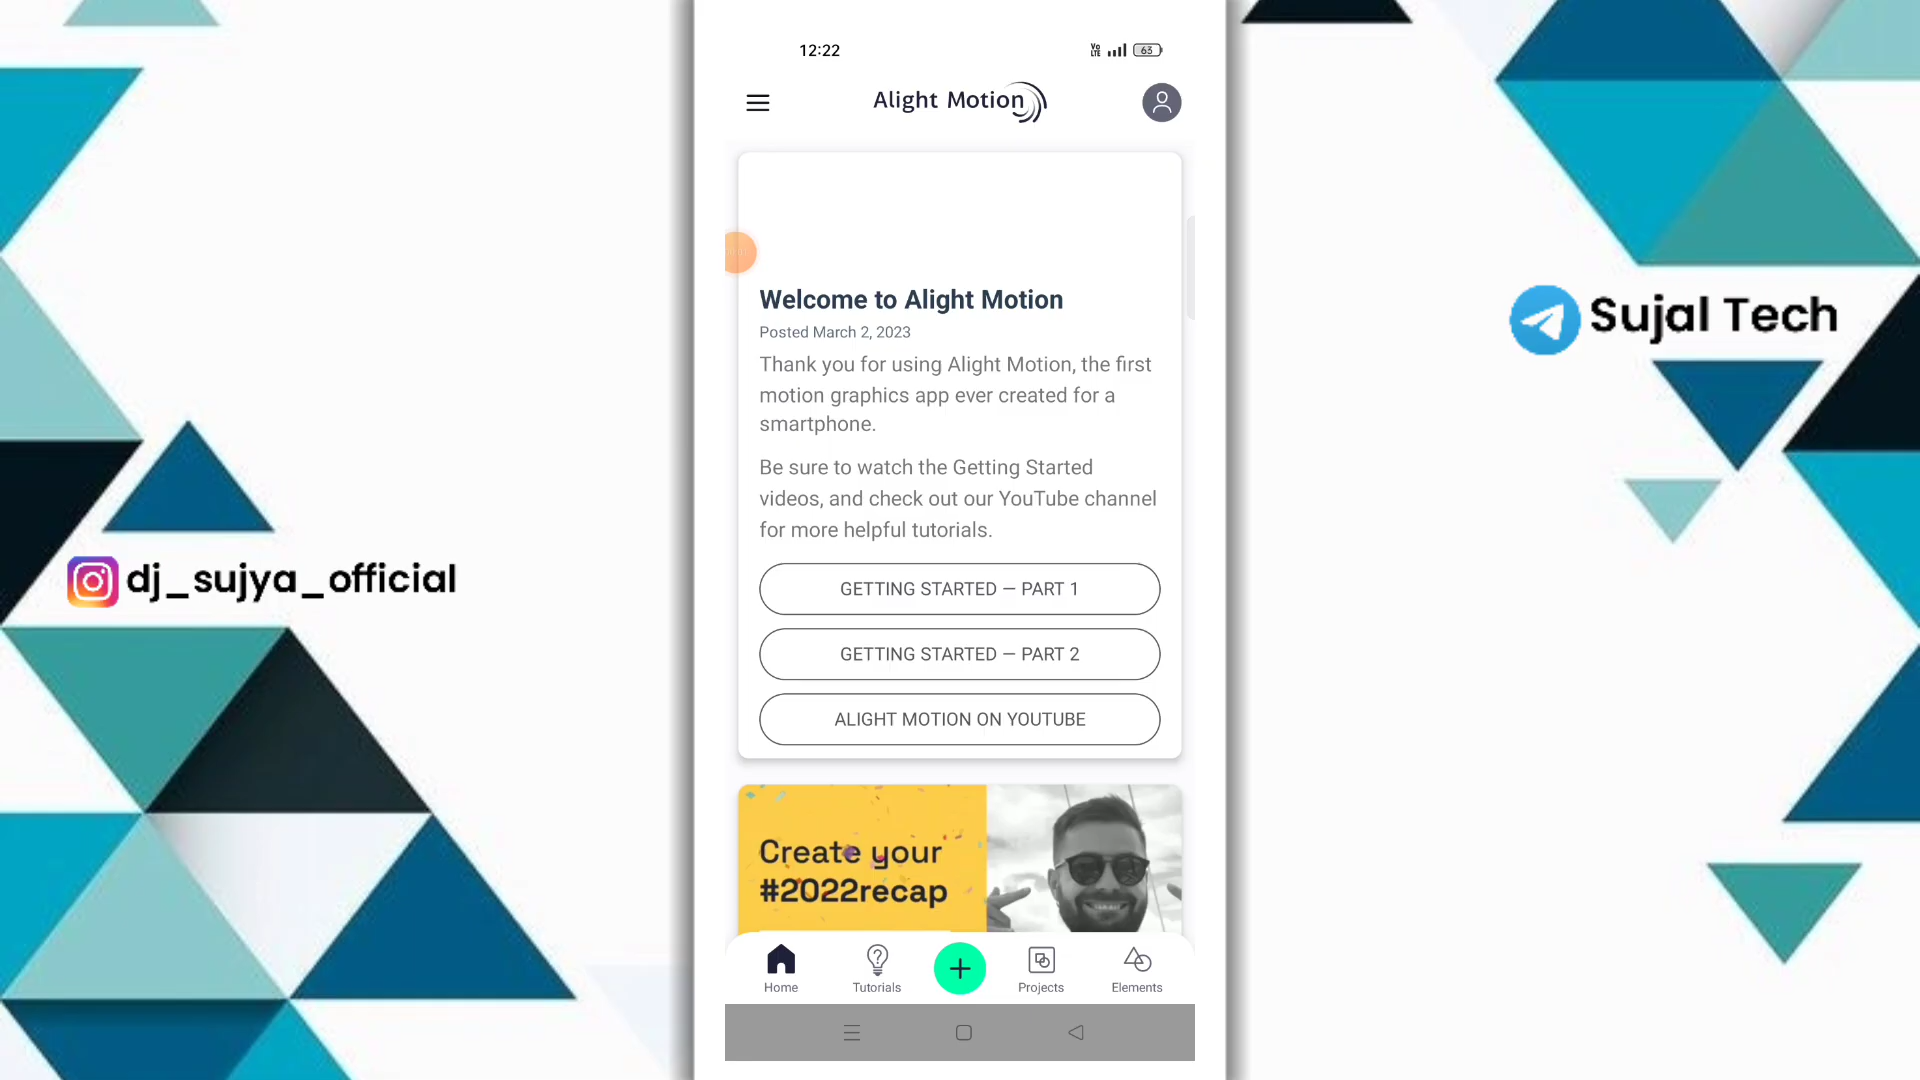 12:22
Vo
LTE
63
Alight Motion
Welcome to Alight Motion
Posted March 2, 2023
Thank you for using Alight Motion, the first
motion graphics app ever created for a
smartphone.
Be sure to watch the Getting Started
videos, and check out our YouTube channel
for more helpful tutorials.
GETTING STARTED — PART 1
GETTING STARTED — PART 2
ALIGHT MOTION ON YOUTUBE
Create your
#2022recap
Home
Tutorials
Projects
Elements
dj_sujya_official
Sujal Tech